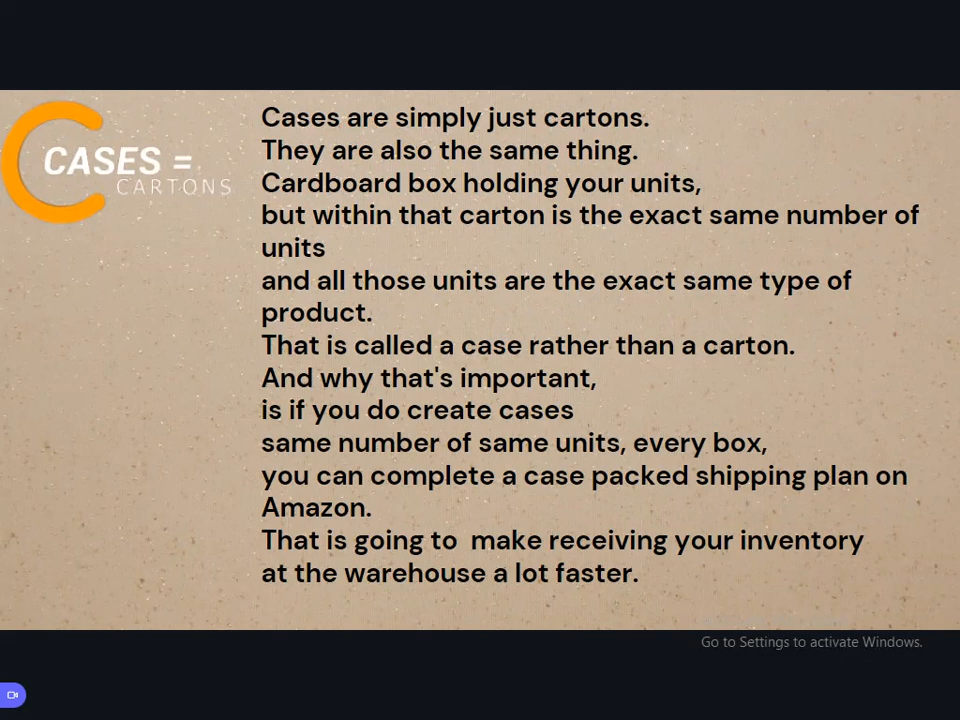 CASES =
CARTONS
Cases are simply just cartons.
They are also the same thing.
Cardboard box holding your units,
but within that carton is the exact same number of
units
and all those units are the exact same type of
product.
That is called a case rather than a carton.
And why that's important,
is if you do create cases
same number of same units, every box,
you can complete a case packed shipping plan on
Amazon.
That is going to  make receiving your inventory
at the warehouse a lot faster.
Go to Settings to activate Windows.